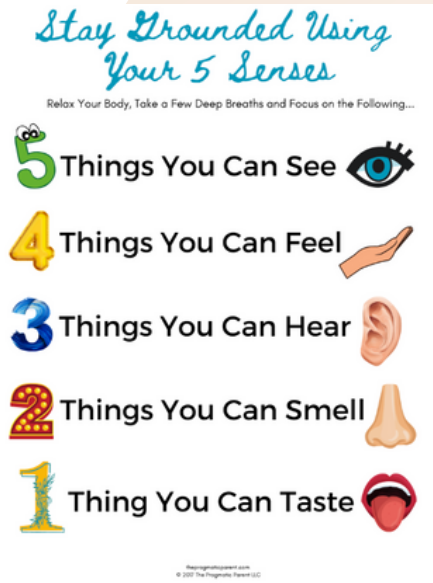 Stay Grounded Using
Your 5 Senses
Relax Your Body, Take a Few Deep Breaths and Focus on the Following...
5 Things You Can See
4 Things You Can Feel
3 Things You Can Hear
2 Things You Can Smell
1 Thing You Can Taste
thepragmaticparent.com
© 2017 The Pragmatic Parent LLC